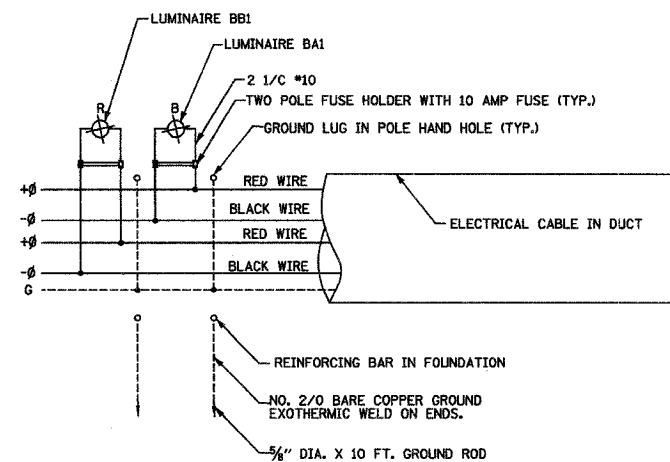 LUMINAIRE BB1
LUMINAIRE BA1
2 1/C #10
R
B
TWO POLE FUSE HOLDER WITH 10 AMP FUSE (TYP.)
GROUND LUG IN POLE HAND HOLE (TYP.)
+Ø
RED WIRE
-Ø
BLACK WIRE
ELECTRICAL CABLE IN DUCT
+Ø
RED WIRE
-Ø
BLACK WIRE
G
REINFORCING BAR IN FOUNDATION
NO. 2/0 BARE COPPER GROUND
EXOTHERMIC WELD ON ENDS.
⅝" DIA. X 10 FT. GROUND ROD